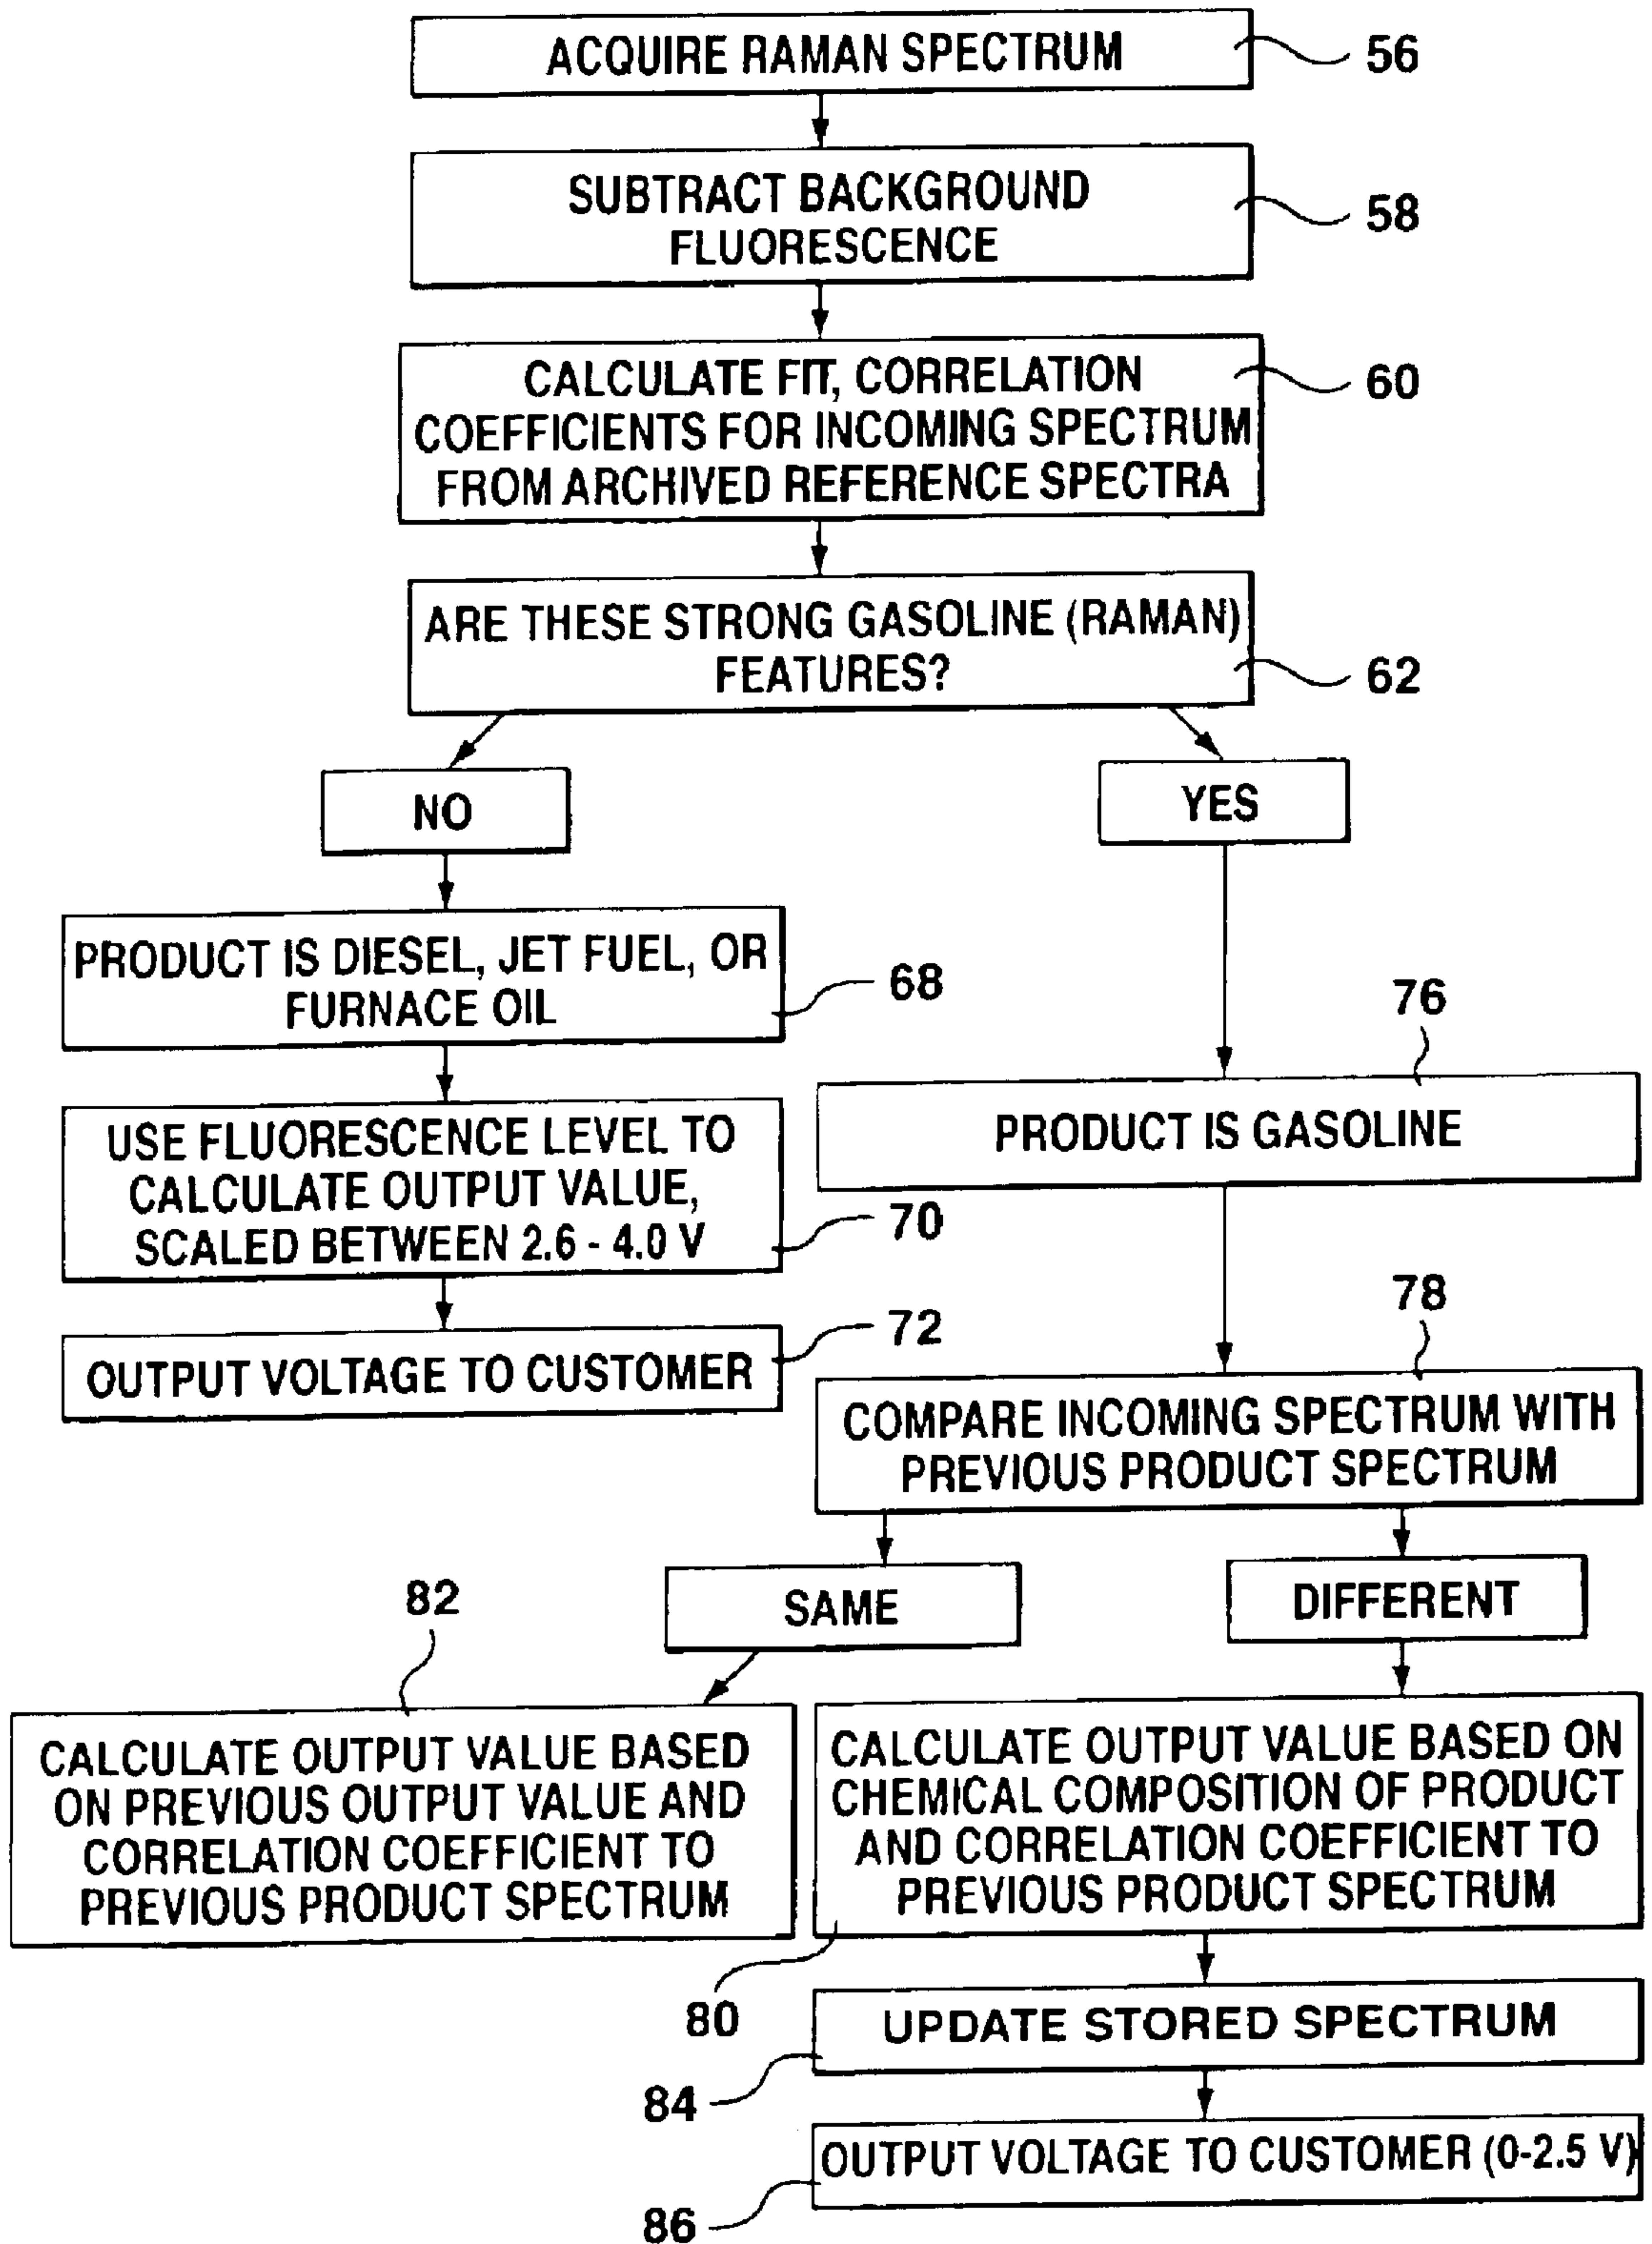 ACQUIRE RAMAN SPECTRUM
56
SUBTRACT BACKGROUND
FLUORESCENCE
58
CALCULATE FIT, CORRELATION
COEFFICIENTS FOR INCOMING SPECTRUM
FROM ARCHIVED REFERENCE SPECTRA
60
ARE THESE STRONG GASOLINE (RAMAN)
FEATURES?
62
NO
YES
PRODUCT IS DIESEL, JET FUEL, OR
FURNACE OIL
68
76
PRODUCT IS GASOLINE
USE FLUORESCENCE LEVEL TO
CALCULATE OUTPUT VALUE,
SCALED BETWEEN 2.6 - 4.0 V
70
72
OUTPUT VOLTAGE TO CUSTOMER
78
COMPARE INCOMING SPECTRUM WITH
PREVIOUS PRODUCT SPECTRUM
SAME
DIFFERENT
82
CALCULATE OUTPUT VALUE BASED
ON PREVIOUS OUTPUT VALUE AND
CORRELATION COEFFICIENT TO
PREVIOUS PRODUCT SPECTRUM
CALCULATE OUTPUT VALUE BASED ON
CHEMICAL COMPOSITION OF PRODUCT
AND CORRELATION COEFFICIENT TO
PREVIOUS PRODUCT SPECTRUM
80
UPDATE STORED SPECTRUM
84
OUTPUT VOLTAGE TO CUSTOMER (0-2.5 V)
86